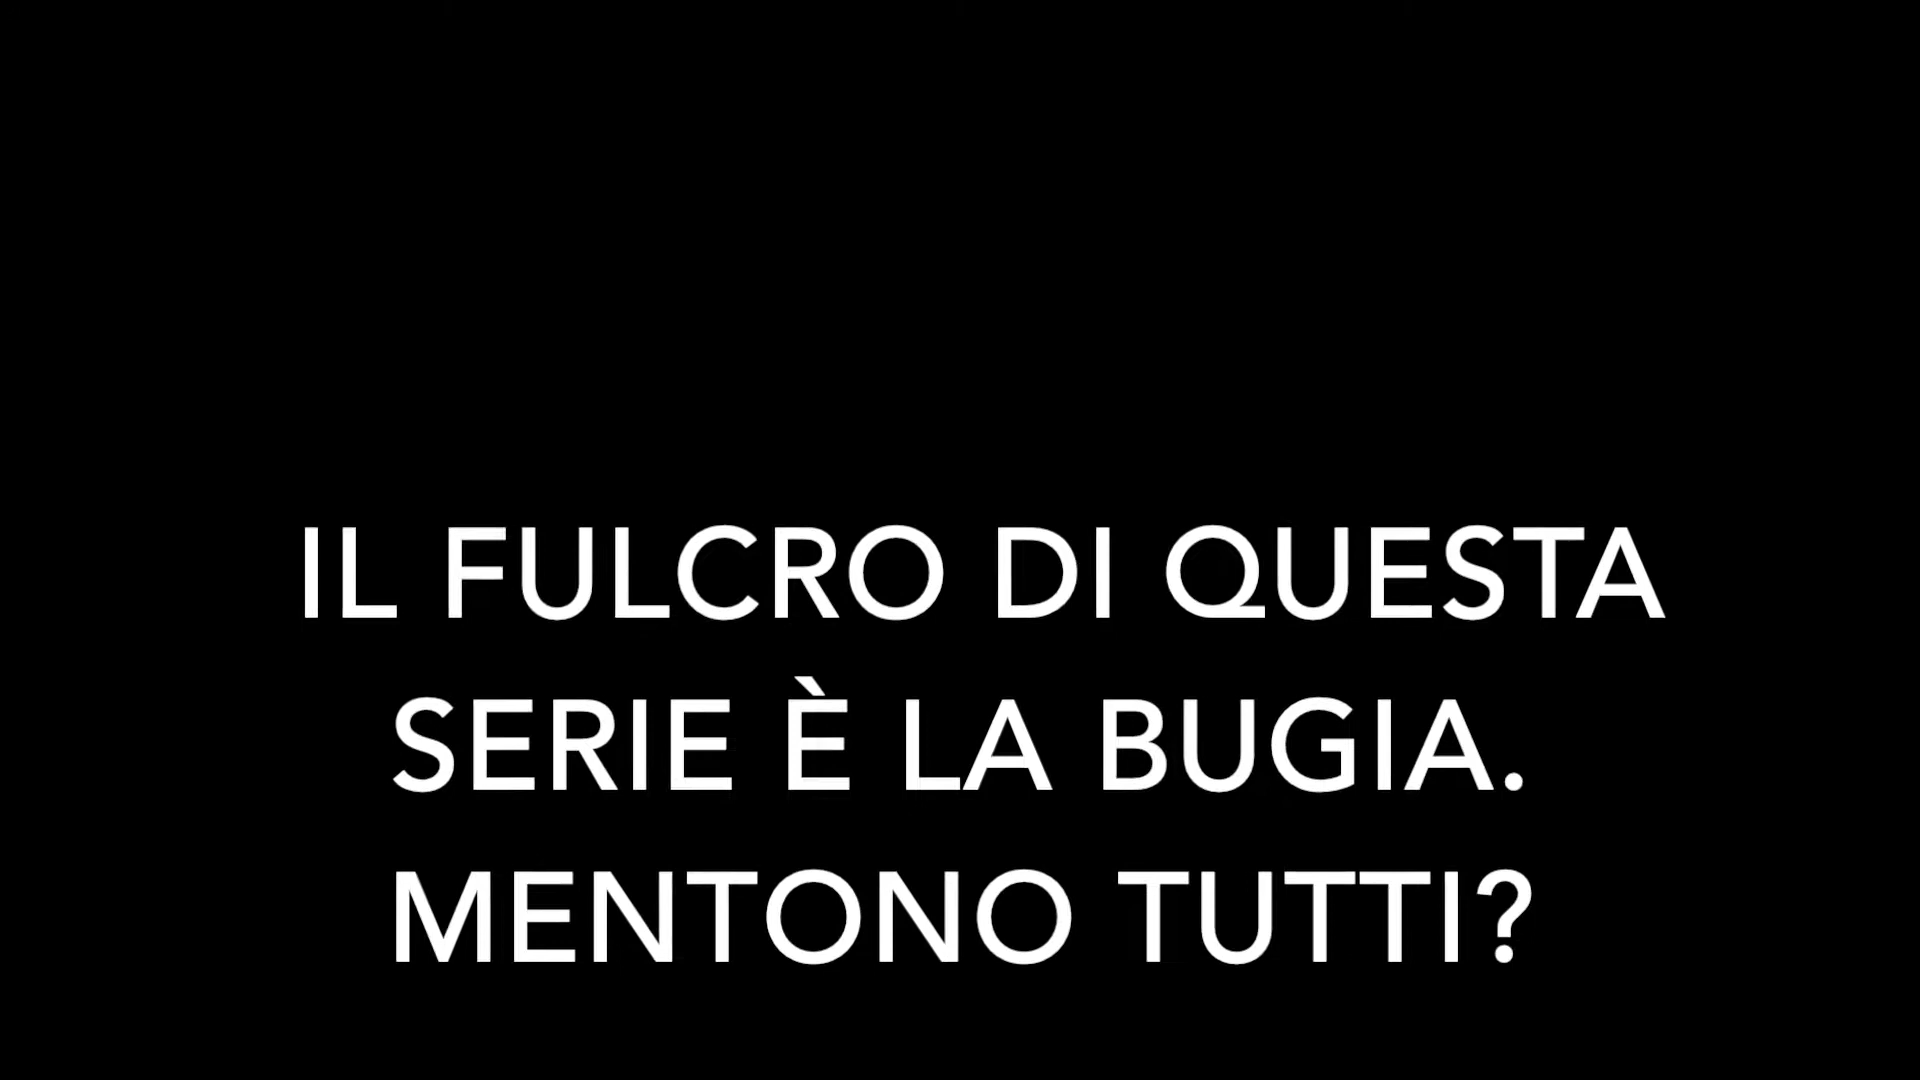 IL FULCRO DI QUESTA
SERIE È LA BUGIA.
MENTONO TUTTI?